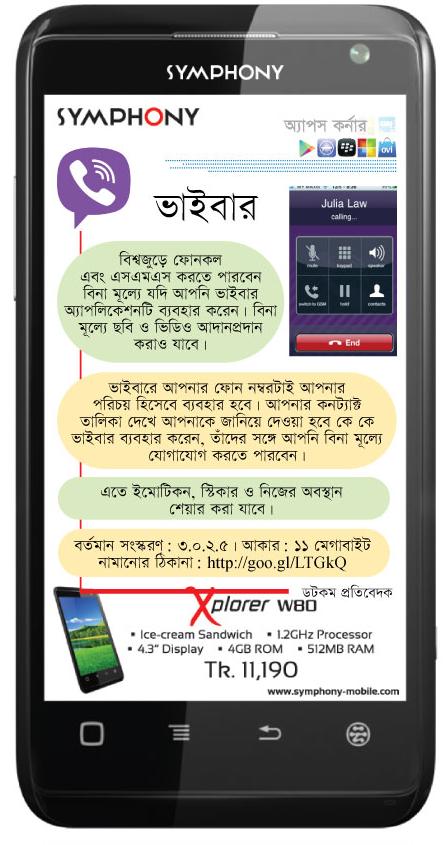 SYMPHONY
SYMPHONY
অ্যাপস কর্নার
ovi
ভাইবার
Julia Law
calling...
mute keypad speaker
switch to GSM hold contacts
End
বিশ্বজুড়ে ফোনকল
এবং এসএমএস করতে পারবেন
বিনা মূল্যে যদি আপনি ভাইবার
অ্যাপলিকেশনটি ব্যবহার করেন। বিনা
মূল্যে ছবি ও ভিডিও আদানপ্রদান
করাও যাবে।
ভাইবারে আপনার ফোন নম্বরটাই আপনার
পরিচয় হিসেবে ব্যবহার হবে। আপনার কনট্যাক্ট
তালিকা দেখে আপনাকে জানিয়ে দেওয়া হবে কে কে
ভাইবার ব্যবহার করেন, তাঁদের সঙ্গে আপনি বিনা মূল্যে
যোগাযোগ করতে পারবেন।
এতে ইমোটিকন, স্টিকার ও নিজের অবস্থান
শেয়ার করা যাবে।
বর্তমান সংস্করণ : ৩.০.২.৫। আকার : ১১ মেগাবাইট
নামানোর ঠিকানা : http://goo.gl/LTGkQ
ডটকম প্রতিবেদক
Xplorer W80
▪ Ice-cream Sandwich ▪ 1.2GHz Processor
▪ 4.3" Display ▪ 4GB ROM ▪ 512MB RAM
Tk. 11,190
www.symphony-mobile.com